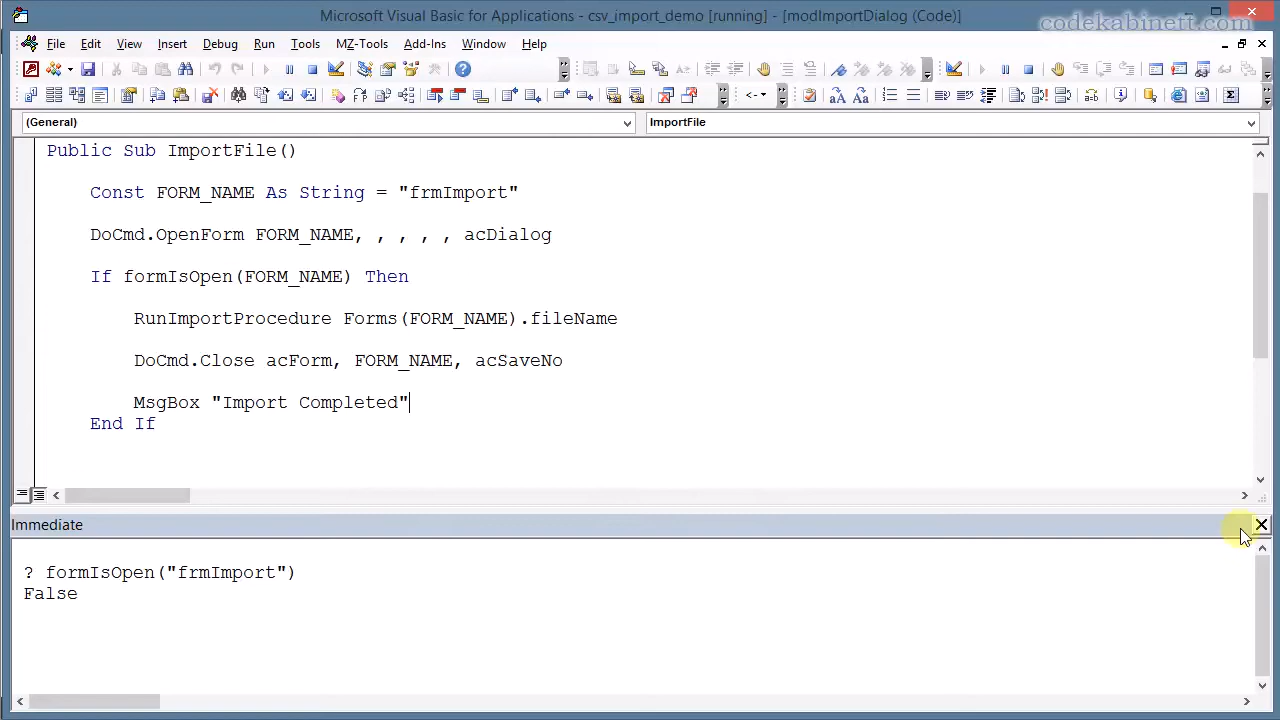 Microsoft Visual Basic for Applications - csv_import_demo [running] - [modImportDialog (Code)]
codekabinett.com
File Edit View Insert Debug Run Tools MZ-Tools Add-Ins Window Help
(General) ImportFile
Public Sub ImportFile()
Const FORM_NAME As String = "frmImport"
DoCmd.OpenForm FORM_NAME, , , , , acDialog
If formIsOpen(FORM_NAME) Then
RunImportProcedure Forms(FORM_NAME).fileName
DoCmd.Close acForm, FORM_NAME, acSaveNo
MsgBox "Import Completed"
End If
Immediate
? formIsOpen("frmImport")
False